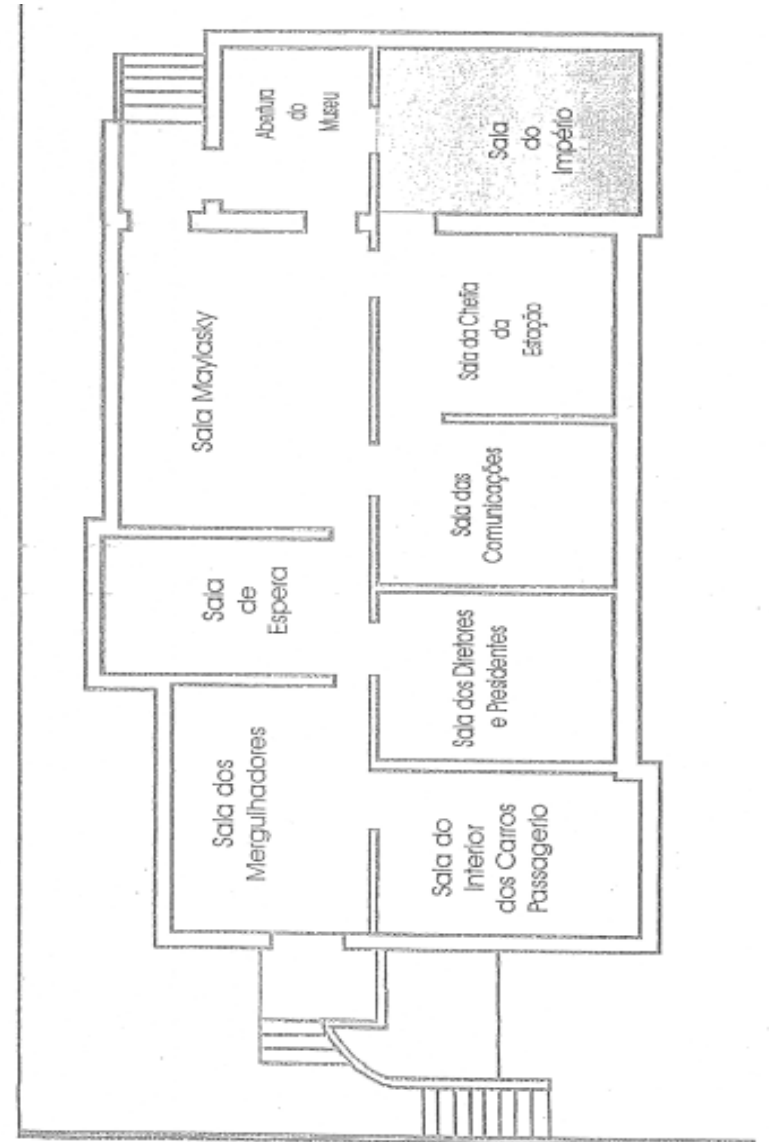 Abertura
do
Museu
Sala
do
Império
Sala Maylasky
Sala da Chefia
da
Estação
Sala das
Comunicações
Sala
de
Espera
Sala dos Diretores
e Presidentes
Sala dos
Mergulhadores
Sala do
Interior
dos Carros
Passagerio